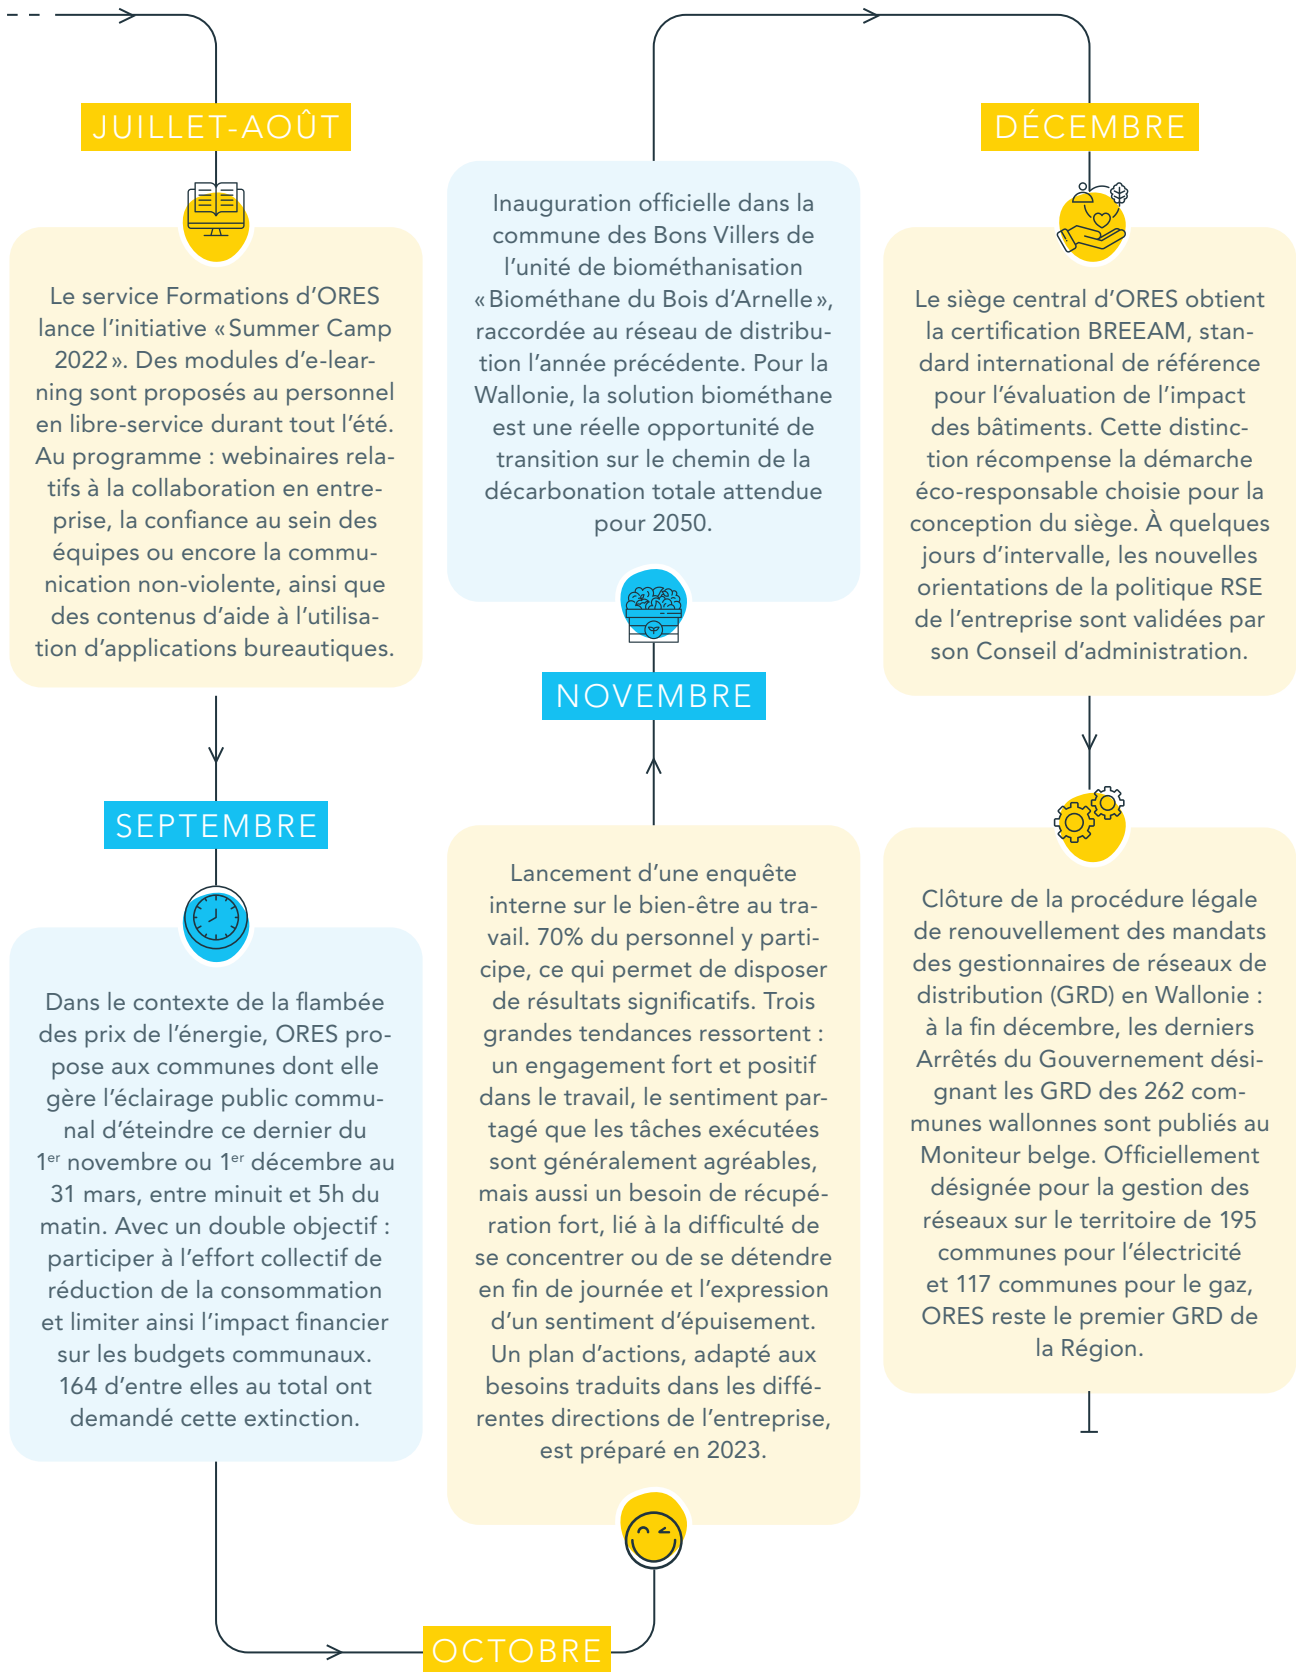 JUILLET-AOÛT
Le service Formations d’ORES
lance l’initiative «Summer Camp
2022». Des modules d’e-lear-
ning sont proposés au personnel
en libre-service durant tout l’été.
Au programme : webinaires rela-
tifs à la collaboration en entre-
prise, la confiance au sein des
équipes ou encore la commu-
nication non-violente, ainsi que
des contenus d’aide à l’utilisa-
tion d’applications bureautiques.
SEPTEMBRE
Dans le contexte de la flambée
des prix de l’énergie, ORES pro-
pose aux communes dont elle
gère l’éclairage public commu-
nal d’éteindre ce dernier du
1er novembre ou 1er décembre au
31 mars, entre minuit et 5h du
matin. Avec un double objectif :
participer à l’effort collectif de
réduction de la consommation
et limiter ainsi l’impact financier
sur les budgets communaux.
164 d’entre elles au total ont
demandé cette extinction.
OCTOBRE
Lancement d’une enquête
interne sur le bien-être au tra-
vail. 70% du personnel y parti-
cipe, ce qui permet de disposer
de résultats significatifs. Trois
grandes tendances ressortent :
un engagement fort et positif
dans le travail, le sentiment par-
tagé que les tâches exécutées
sont généralement agréables,
mais aussi un besoin de récupé-
ration fort, lié à la difficulté de
se concentrer ou de se détendre
en fin de journée et l’expression
d’un sentiment d’épuisement.
Un plan d’actions, adapté aux
besoins traduits dans les diffé-
rentes directions de l’entreprise,
est préparé en 2023.
NOVEMBRE
Inauguration officielle dans la
commune des Bons Villers de
l’unité de biométhanisation
«Biométhane du Bois d’Arnelle»,
raccordée au réseau de distribu-
tion l’année précédente. Pour la
Wallonie, la solution biométhane
est une réelle opportunité de
transition sur le chemin de la
décarbonation totale attendue
pour 2050.
DÉCEMBRE
Le siège central d’ORES obtient
la certification BREEAM, stan-
dard international de référence
pour l’évaluation de l’impact
des bâtiments. Cette distinc-
tion récompense la démarche
éco-responsable choisie pour la
conception du siège. À quelques
jours d’intervalle, les nouvelles
orientations de la politique RSE
de l’entreprise sont validées par
son Conseil d’administration.
Clôture de la procédure légale
de renouvellement des mandats
des gestionnaires de réseaux de
distribution (GRD) en Wallonie :
à la fin décembre, les derniers
Arrêtés du Gouvernement dési-
gnant les GRD des 262 com-
munes wallonnes sont publiés au
Moniteur belge. Officiellement
désignée pour la gestion des
réseaux sur le territoire de 195
communes pour l’électricité
et 117 communes pour le gaz,
ORES reste le premier GRD de
la Région.